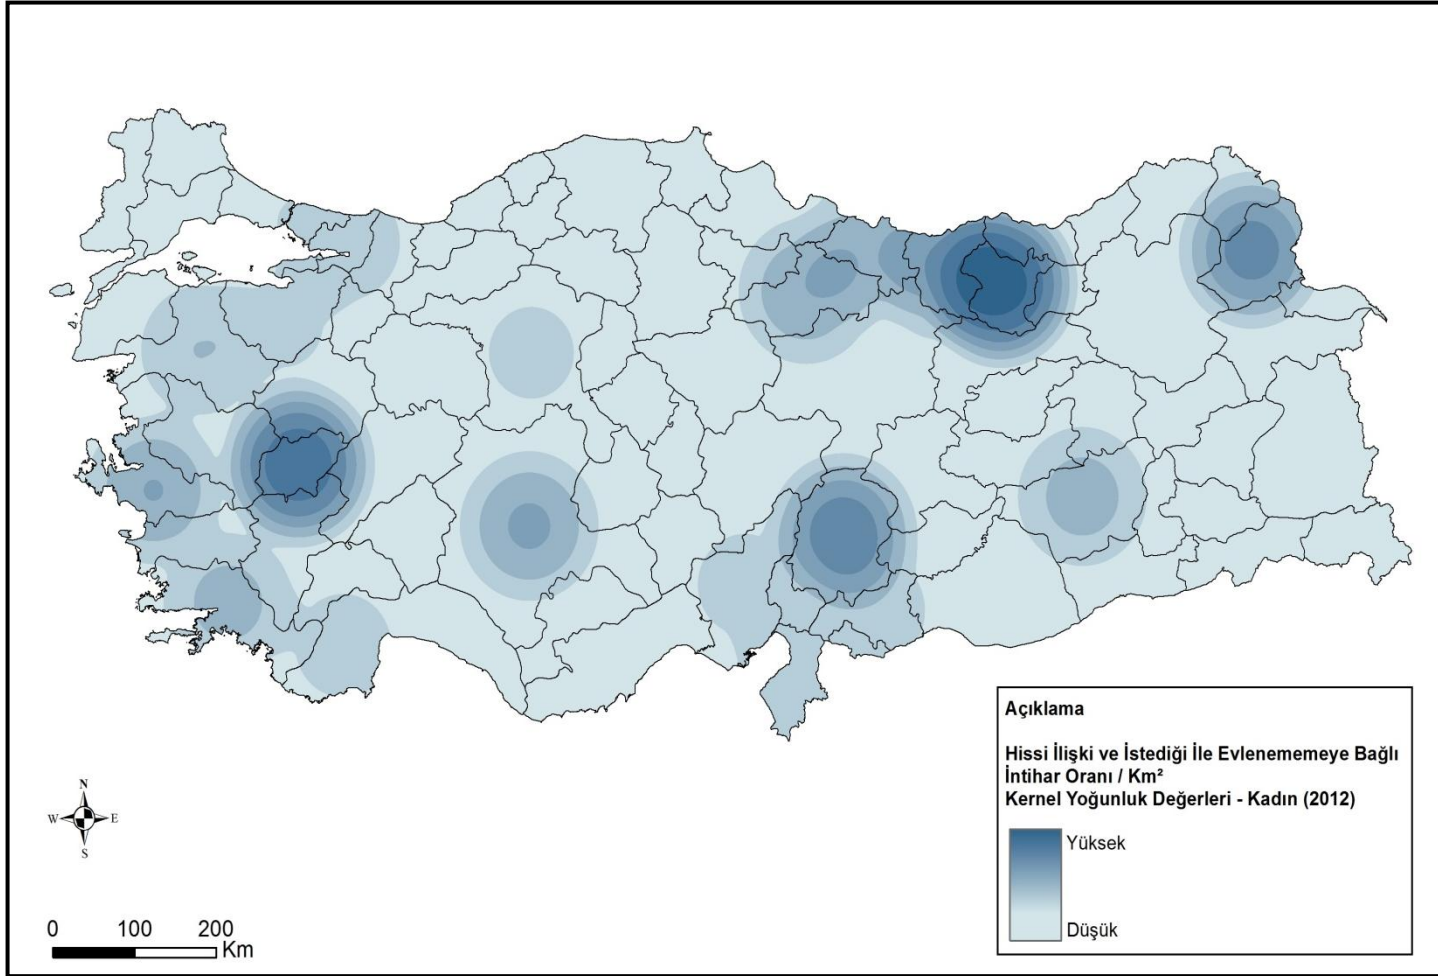 Açıklama
Hissi İlişki ve İstediği İle Evlenememeye Bağlı
İntihar Oranı / Km²
Kernel Yoğunluk Değerleri - Kadın (2012)
Yüksek
Düşük
N
W E
S
0 100 200
Km